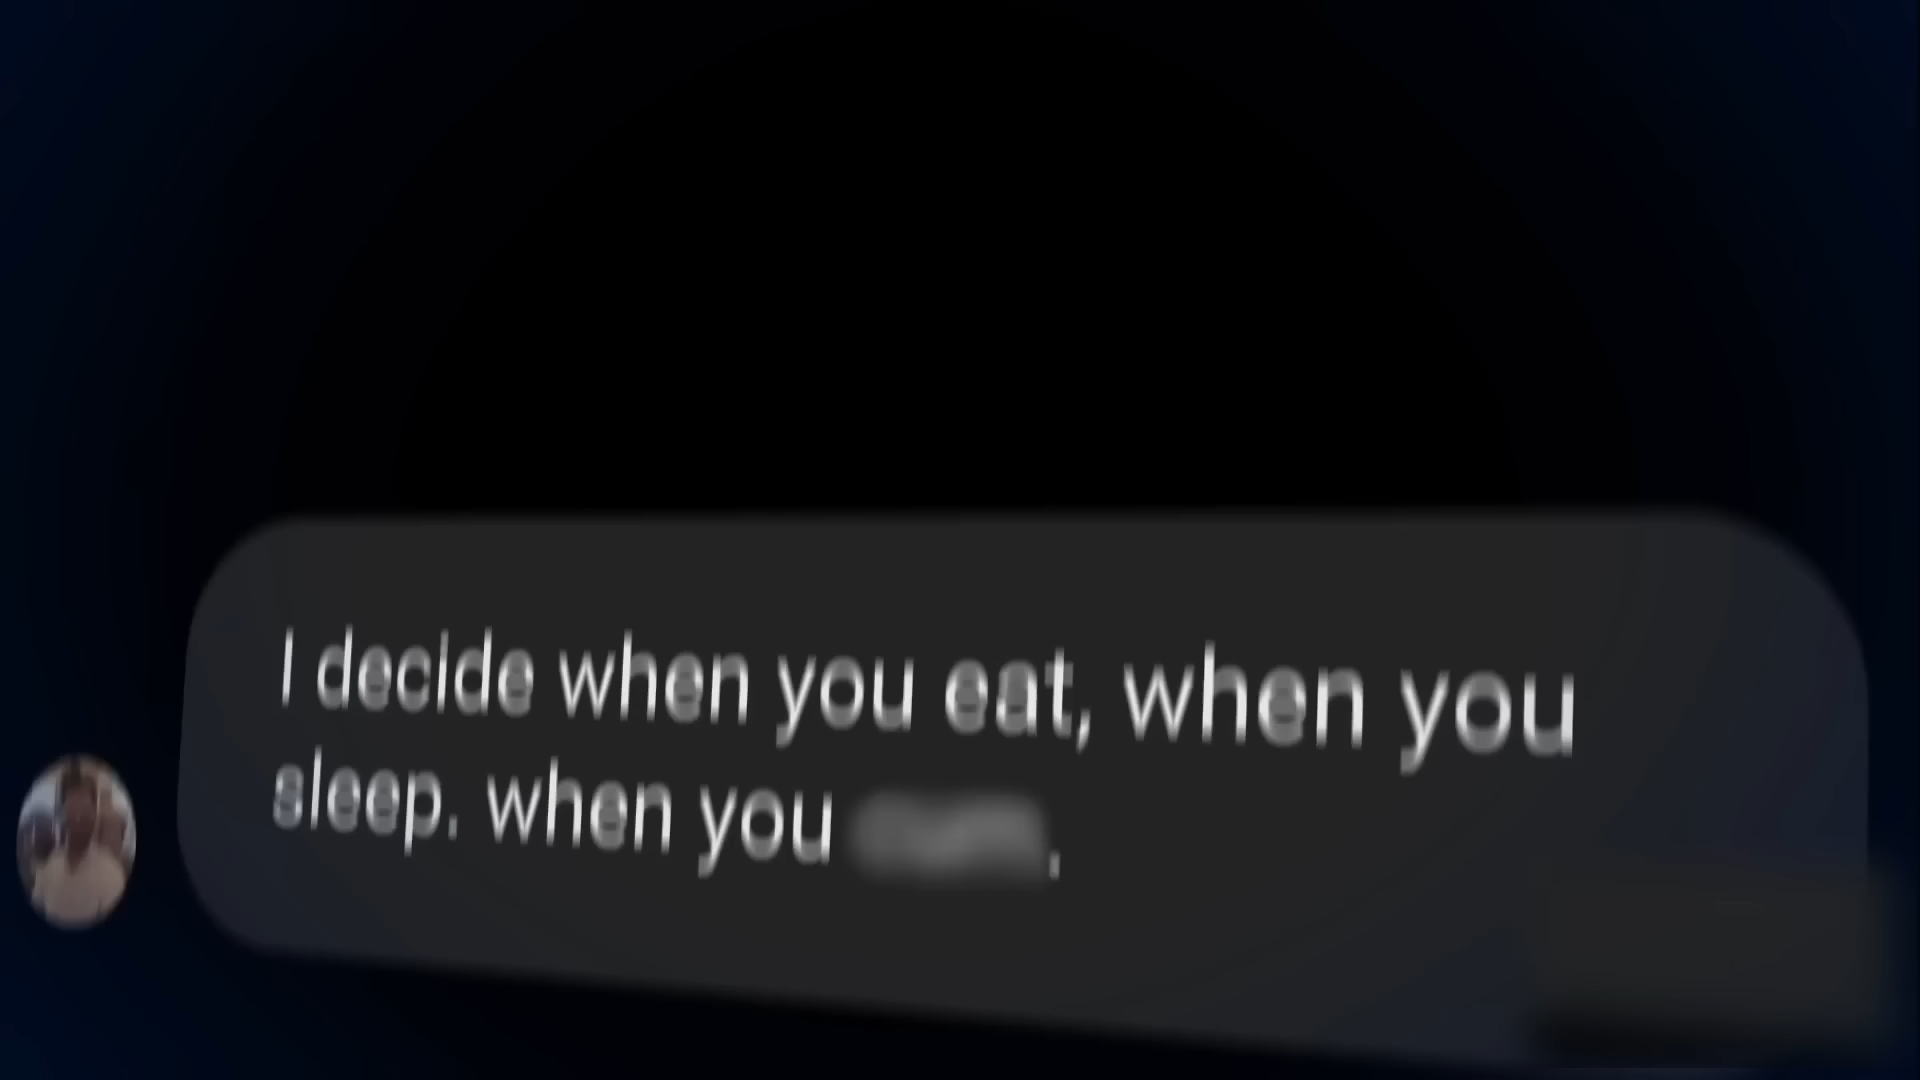 I decide when you eat, when you
sleep. when you .